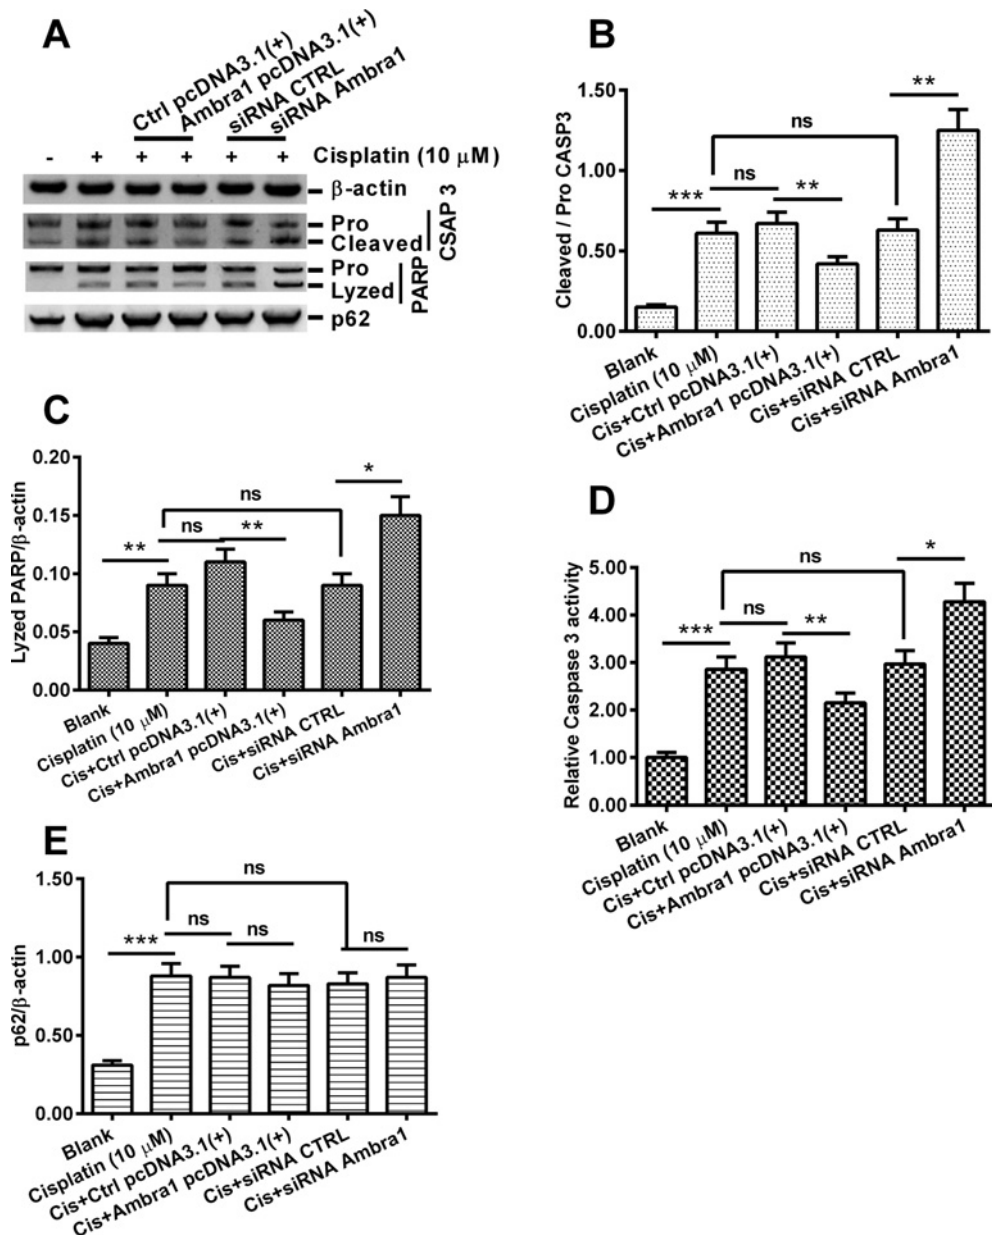 A
Ctrl pcDNA3.1(+)
Ambra1 pcDNA3.1(+)
siRNA CTRL
siRNA Ambra1
- + + + + + Cisplatin (10 μM)
β-actin
Pro
Cleaved
CSAP 3
Pro
Lyzed
PARP
p62
B
Cleaved / Pro CASP3
1.50
1.00
0.50
0.00
***
ns
**
ns
**
Blank
Cisplatin (10 μM)
Cis+Ctrl pcDNA3.1(+)
Cis+Ambra1 pcDNA3.1(+)
Cis+siRNA CTRL
Cis+siRNA Ambra1
C
Lyzed PARP/β-actin
0.20
0.15
0.10
0.05
0.00
**
ns
**
ns
*
Blank
Cisplatin (10 μM)
Cis+Ctrl pcDNA3.1(+)
Cis+Ambra1 pcDNA3.1(+)
Cis+siRNA CTRL
Cis+siRNA Ambra1
D
Relative Caspase 3 activity
5.00
4.00
3.00
2.00
1.00
0.00
***
ns
**
ns
*
Blank
Cisplatin (10 μM)
Cis+Ctrl pcDNA3.1(+)
Cis+Ambra1 pcDNA3.1(+)
Cis+siRNA CTRL
Cis+siRNA Ambra1
E
p62/β-actin
1.50
1.00
0.50
0.00
***
ns
ns
ns
ns
Blank
Cisplatin (10 μM)
Cis+Ctrl pcDNA3.1(+)
Cis+Ambra1 pcDNA3.1(+)
Cis+siRNA CTRL
Cis+siRNA Ambra1